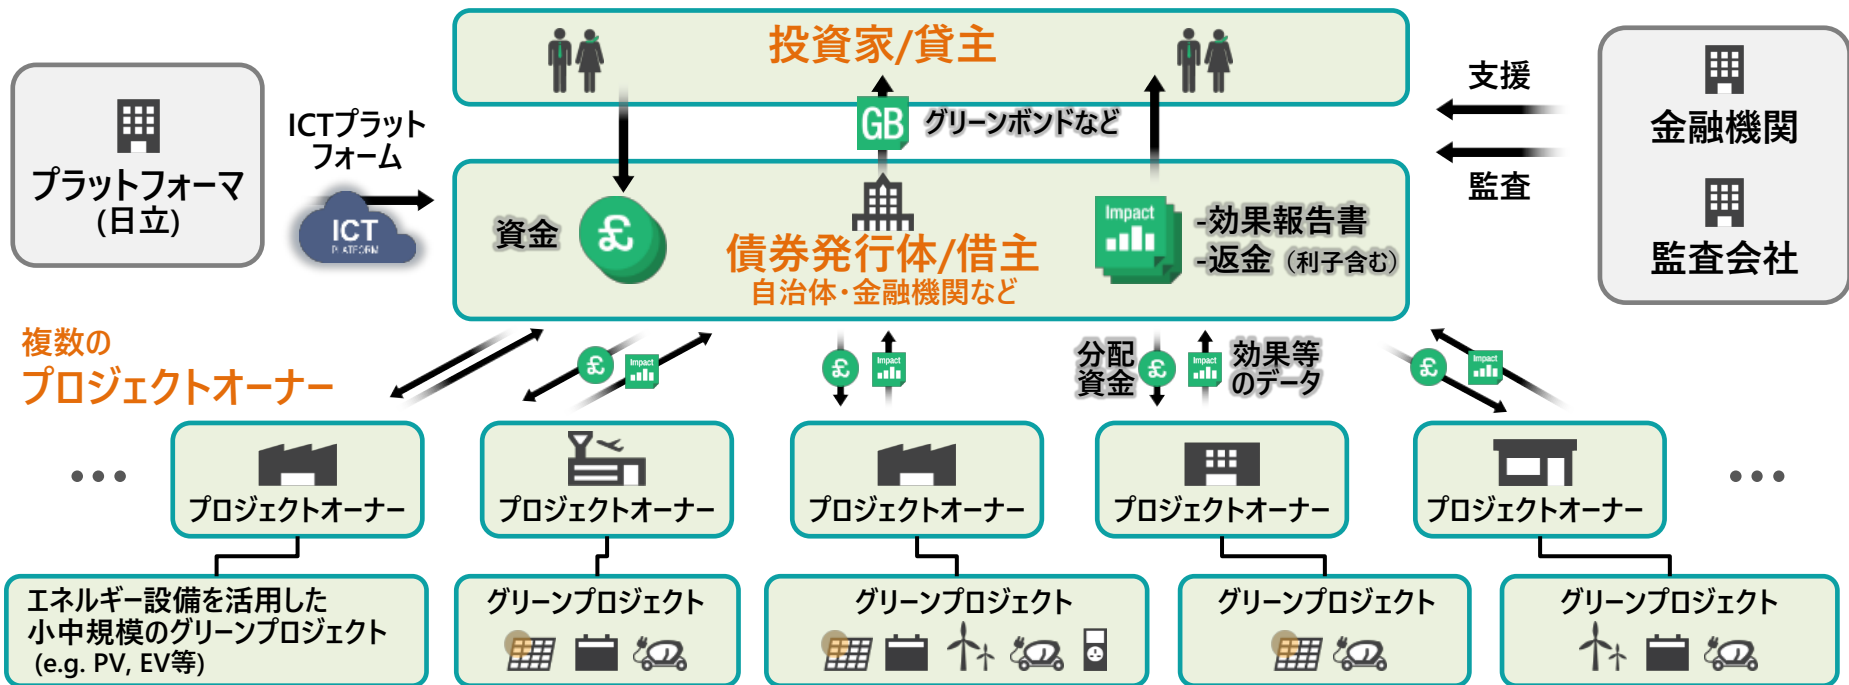 投資家/貸主
GB
グリーンボンドなど
支援
監査
金融機関
監査会社
プラットフォーマ
(日立)
ICTプラット
フォーム
ICT
PLATFORM
資金
£
債券発行体/借主
自治体・金融機関など
Impact
-効果報告書
-返金（利子含む）
複数の
プロジェクトオーナー
£
Impact
£
Impact
分配
資金
£
Impact
効果等
のデータ
£
Impact
•••
プロジェクトオーナー
プロジェクトオーナー
プロジェクトオーナー
プロジェクトオーナー
プロジェクトオーナー
•••
エネルギー設備を活用した
小中規模のグリーンプロジェクト
(e.g. PV, EV等)
グリーンプロジェクト
グリーンプロジェクト
グリーンプロジェクト
グリーンプロジェクト